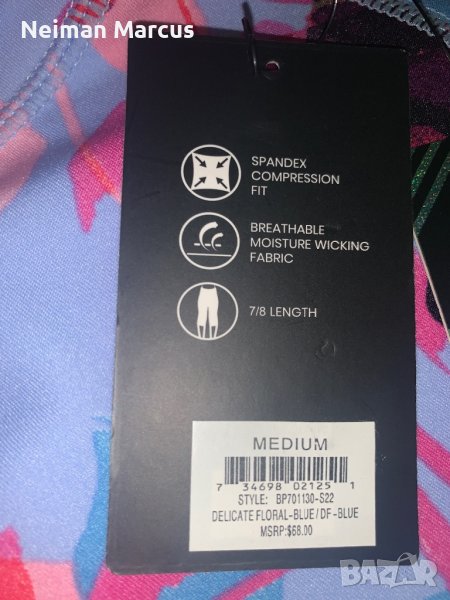 Neiman Marcus
SPANDEX
COMPRESSION
FIT
BREATHABLE
MOISTURE WICKING
FABRIC
7/8 LENGTH
MEDIUM
7 34698 02125 1
STYLE: BP701130-S22
DELICATE FLORAL-BLUE/DF-BLUE
MSRP:$68.00
BAZAR